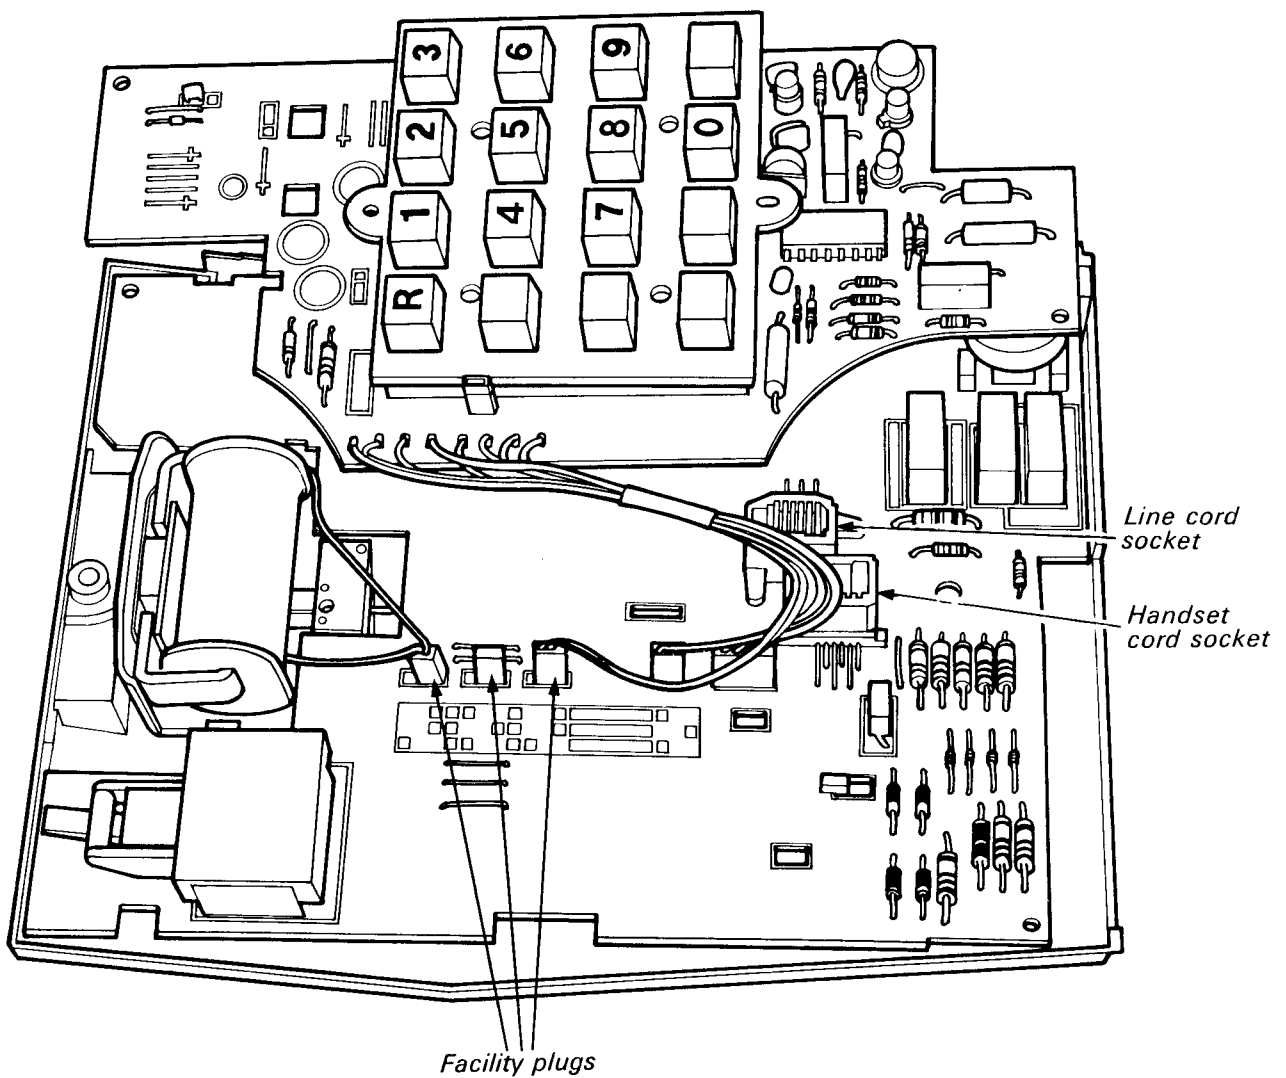 3 6 9
2 5 8 0
1 4 7
R
Line cord
socket
Handset
cord socket
Facility plugs